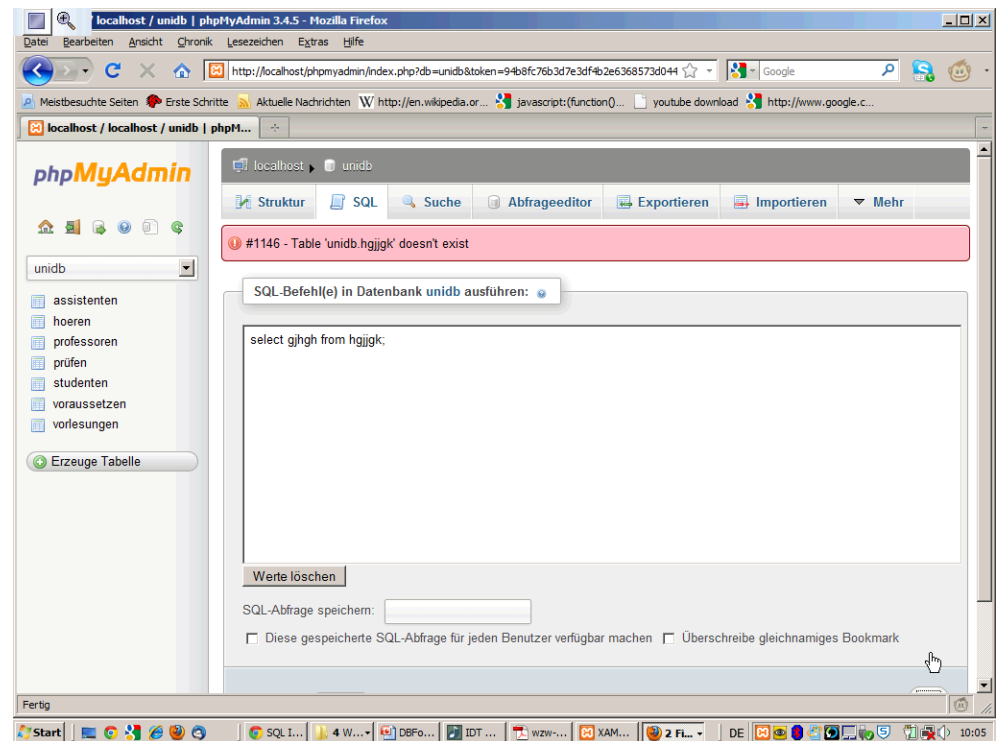 localhost / unidb | phpMyAdmin 3.4.5 - Mozilla Firefox
Datei Bearbeiten Ansicht Chronik Lesezeichen Extras Hilfe
http://localhost/phpmyadmin/index.php?db=unidb&token=94b8fc76b3d7e3df4b2e6368573d044
Google
Meistbesuchte Seiten Erste Schritte Aktuelle Nachrichten W http://en.wikipedia.or... javascript:(function()... youtube download http://www.google.c...
localhost / localhost / unidb | phpM...
phpMyAdmin
localhost unidb
Struktur SQL Suche Abfrageeditor Exportieren Importieren Mehr
#1146 - Table 'unidb.hgjjgk' doesn't exist
unidb
assistenten
hoeren
professoren
prüfen
studenten
voraussetzen
vorlesungen
Erzeuge Tabelle
SQL-Befehl(e) in Datenbank unidb ausführen:
select gjhgh from hgjjgk;
Werte löschen
SQL-Abfrage speichern:
Diese gespeicherte SQL-Abfrage für jeden Benutzer verfügbar machen Überschreibe gleichnamiges Bookmark
Fertig
Start SQL I... 4 W... DBFo... IDT ... wzw-... XAM... 2 Fi... DE 10:05